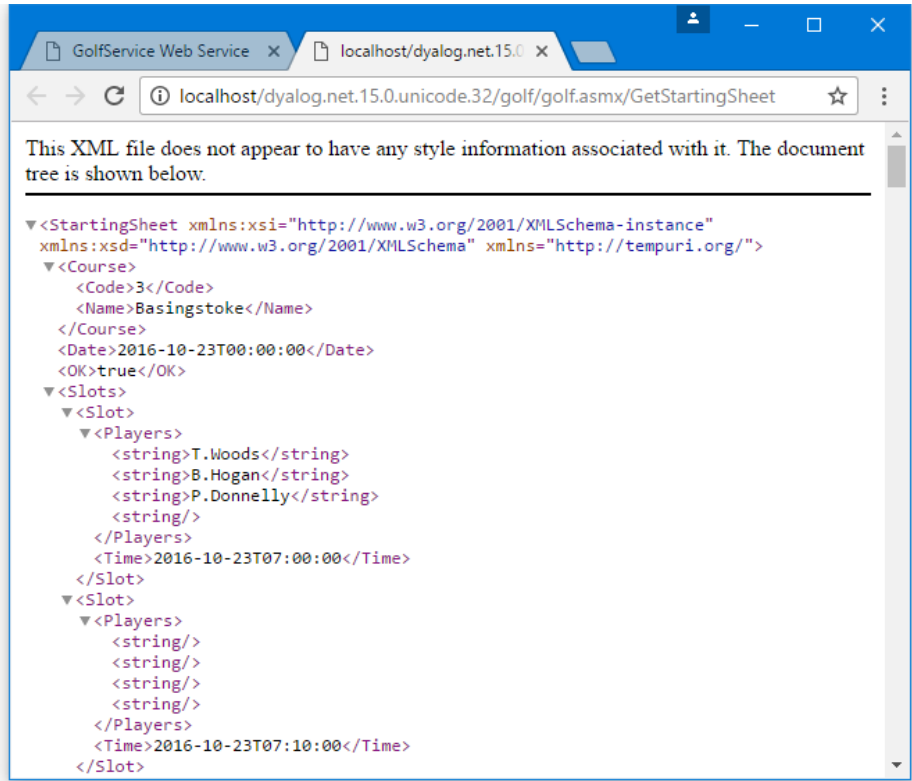 GolfService Web Service
localhost/dyalog.net.15.0
localhost/dyalog.net.15.0.unicode.32/golf/golf.asmx/GetStartingSheet
This XML file does not appear to have any style information associated with it. The document
tree is shown below.
▼<StartingSheet xmlns:xsi="http://www.w3.org/2001/XMLSchema-instance"
xmlns:xsd="http://www.w3.org/2001/XMLSchema" xmlns="http://tempuri.org/">
▼<Course>
<Code>3</Code>
<Name>Basingstoke</Name>
</Course>
<Date>2016-10-23T00:00:00</Date>
<OK>true</OK>
▼<Slots>
▼<Slot>
▼<Players>
<string>T.Woods</string>
<string>B.Hogan</string>
<string>P.Donnelly</string>
<string/>
</Players>
<Time>2016-10-23T07:00:00</Time>
</Slot>
▼<Slot>
▼<Players>
<string/>
<string/>
<string/>
<string/>
</Players>
<Time>2016-10-23T07:10:00</Time>
</Slot>